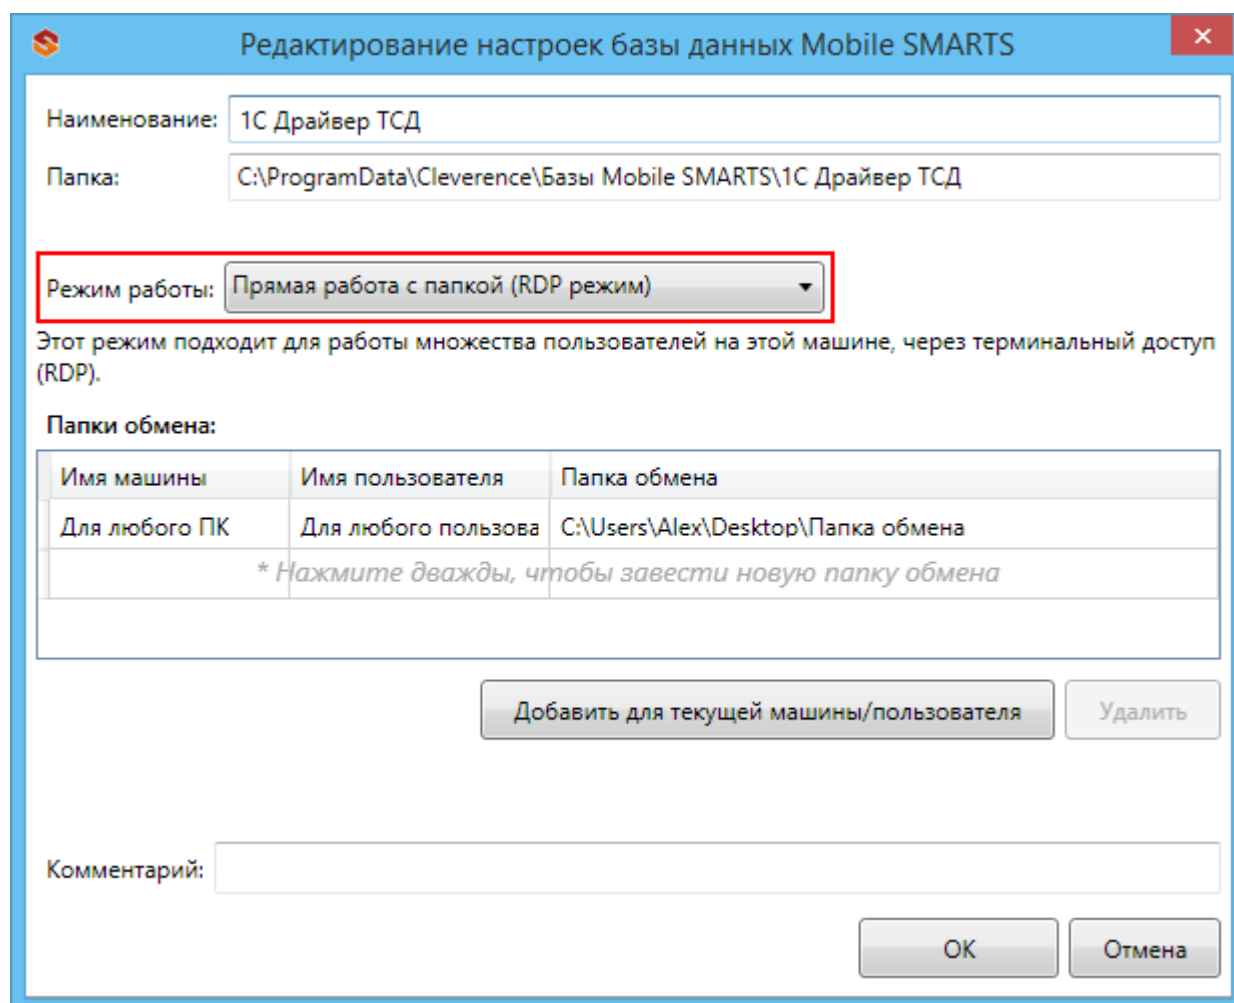 Редактирование настроек базы данных Mobile SMARTS
Наименование: 1С Драйвер ТСД
Папка: C:\ProgramData\Cleverence\Базы Mobile SMARTS\1С Драйвер ТСД
Режим работы: Прямая работа с папкой (RDP режим)
Этот режим подходит для работы множества пользователей на этой машине, через терминальный доступ
(RDP).
Папки обмена:
Имя машины Имя пользователя Папка обмена
Для любого ПК Для любого пользова C:\Users\Alex\Desktop\Папка обмена
* Нажмите дважды, чтобы завести новую папку обмена
Добавить для текущей машины/пользователя Удалить
Комментарий:
ОК Отмена